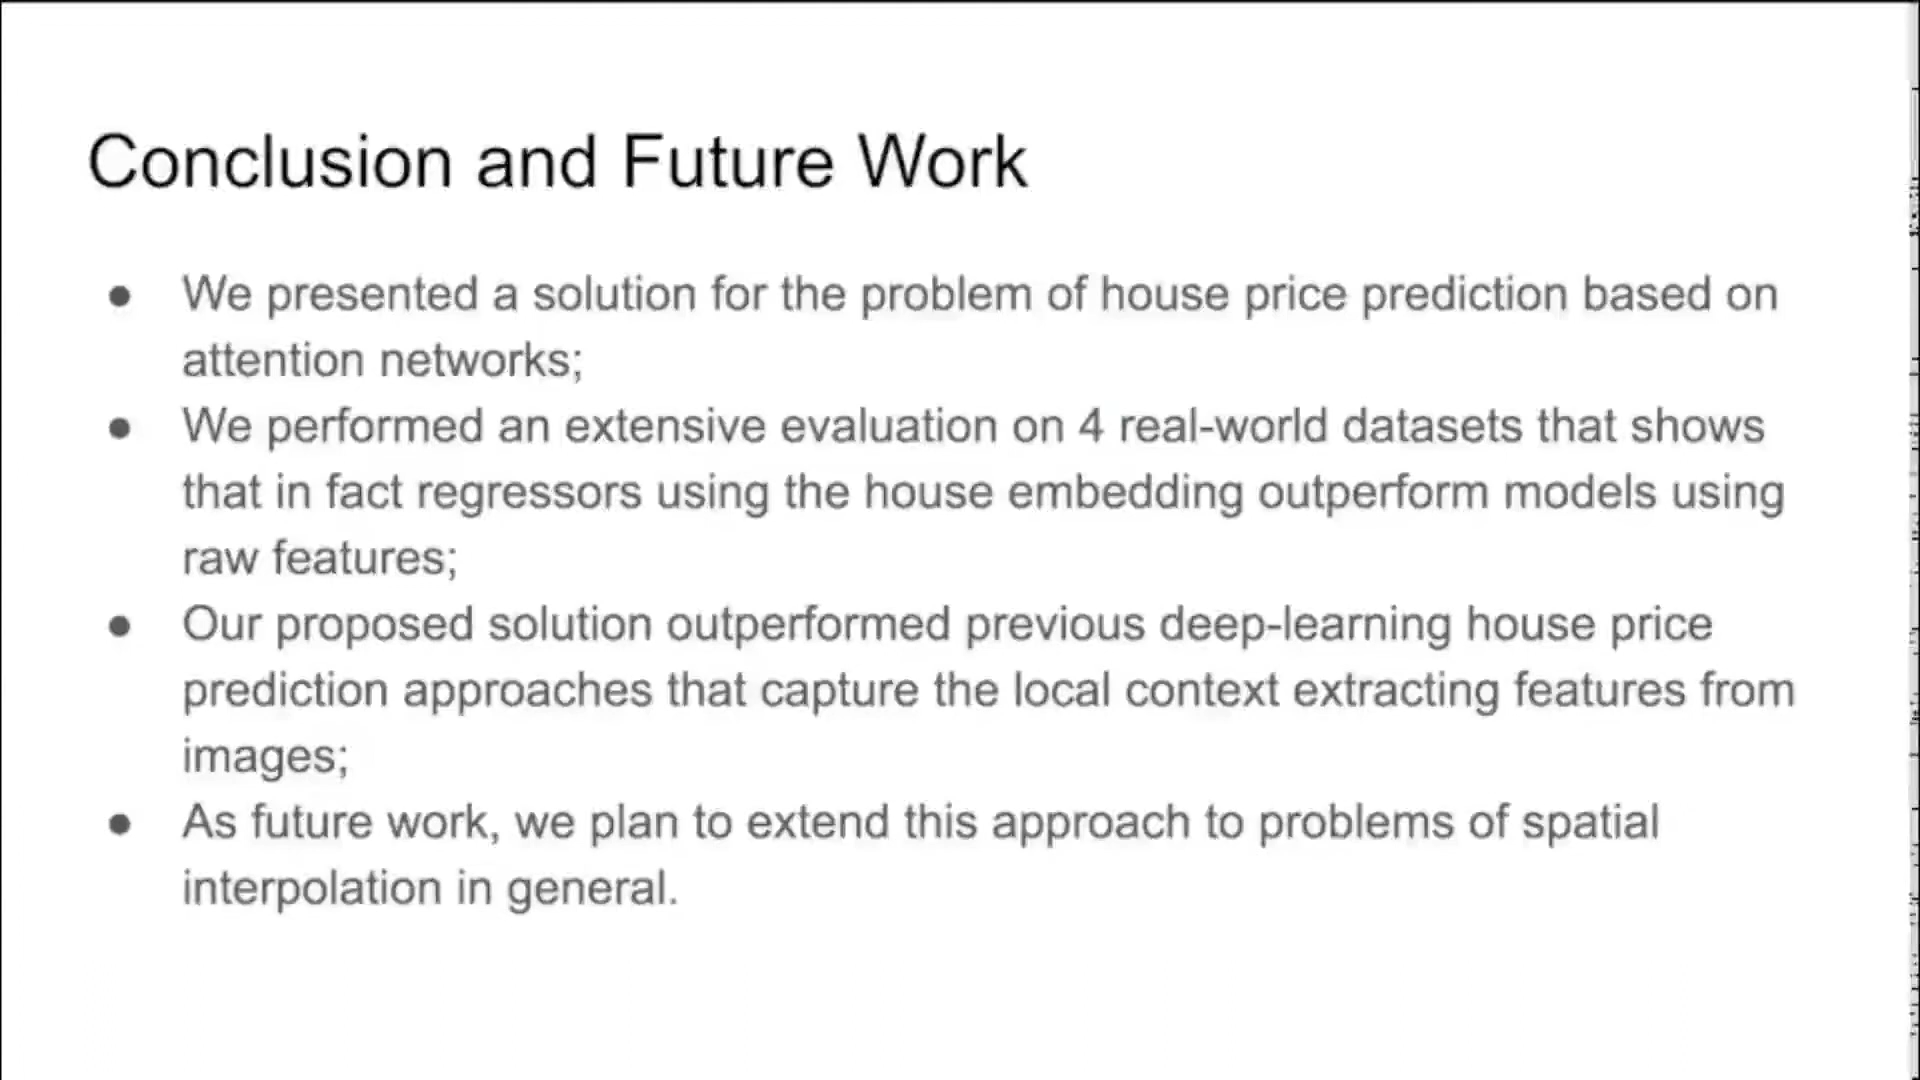 Conclusion and Future Work
● We presented a solution for the problem of house price prediction based on
attention networks;
● We performed an extensive evaluation on 4 real-world datasets that shows
that in fact regressors using the house embedding outperform models using
raw features;
● Our proposed solution outperformed previous deep-learning house price
prediction approaches that capture the local context extracting features from
images;
● As future work, we plan to extend this approach to problems of spatial
interpolation in general.